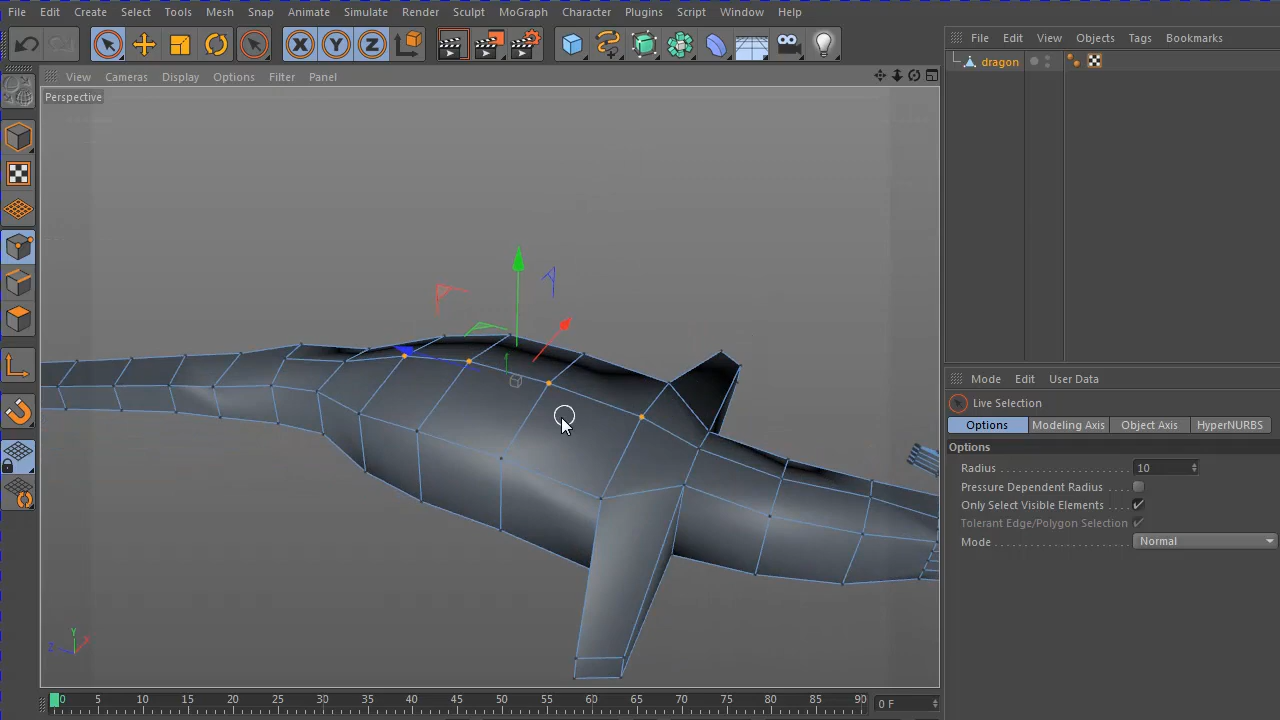 File Edit Create Select Tools Mesh Snap Animate Simulate Render Sculpt MoGraph Character Plugins Script Window Help
X Y Z
File Edit View Objects Tags Bookmarks
dragon
View Cameras Display Options Filter Panel
Perspective
Mode Edit User Data
Live Selection
Options Modeling Axis Object Axis HyperNURBS
Options
Radius 10
Pressure Dependent Radius
Only Select Visible Elements
Tolerant Edge/Polygon Selection
Mode Normal
Y
Z X
0 5 10 15 20 25 30 35 40 45 50 55 60 65 70 75 80 85 90 0 F